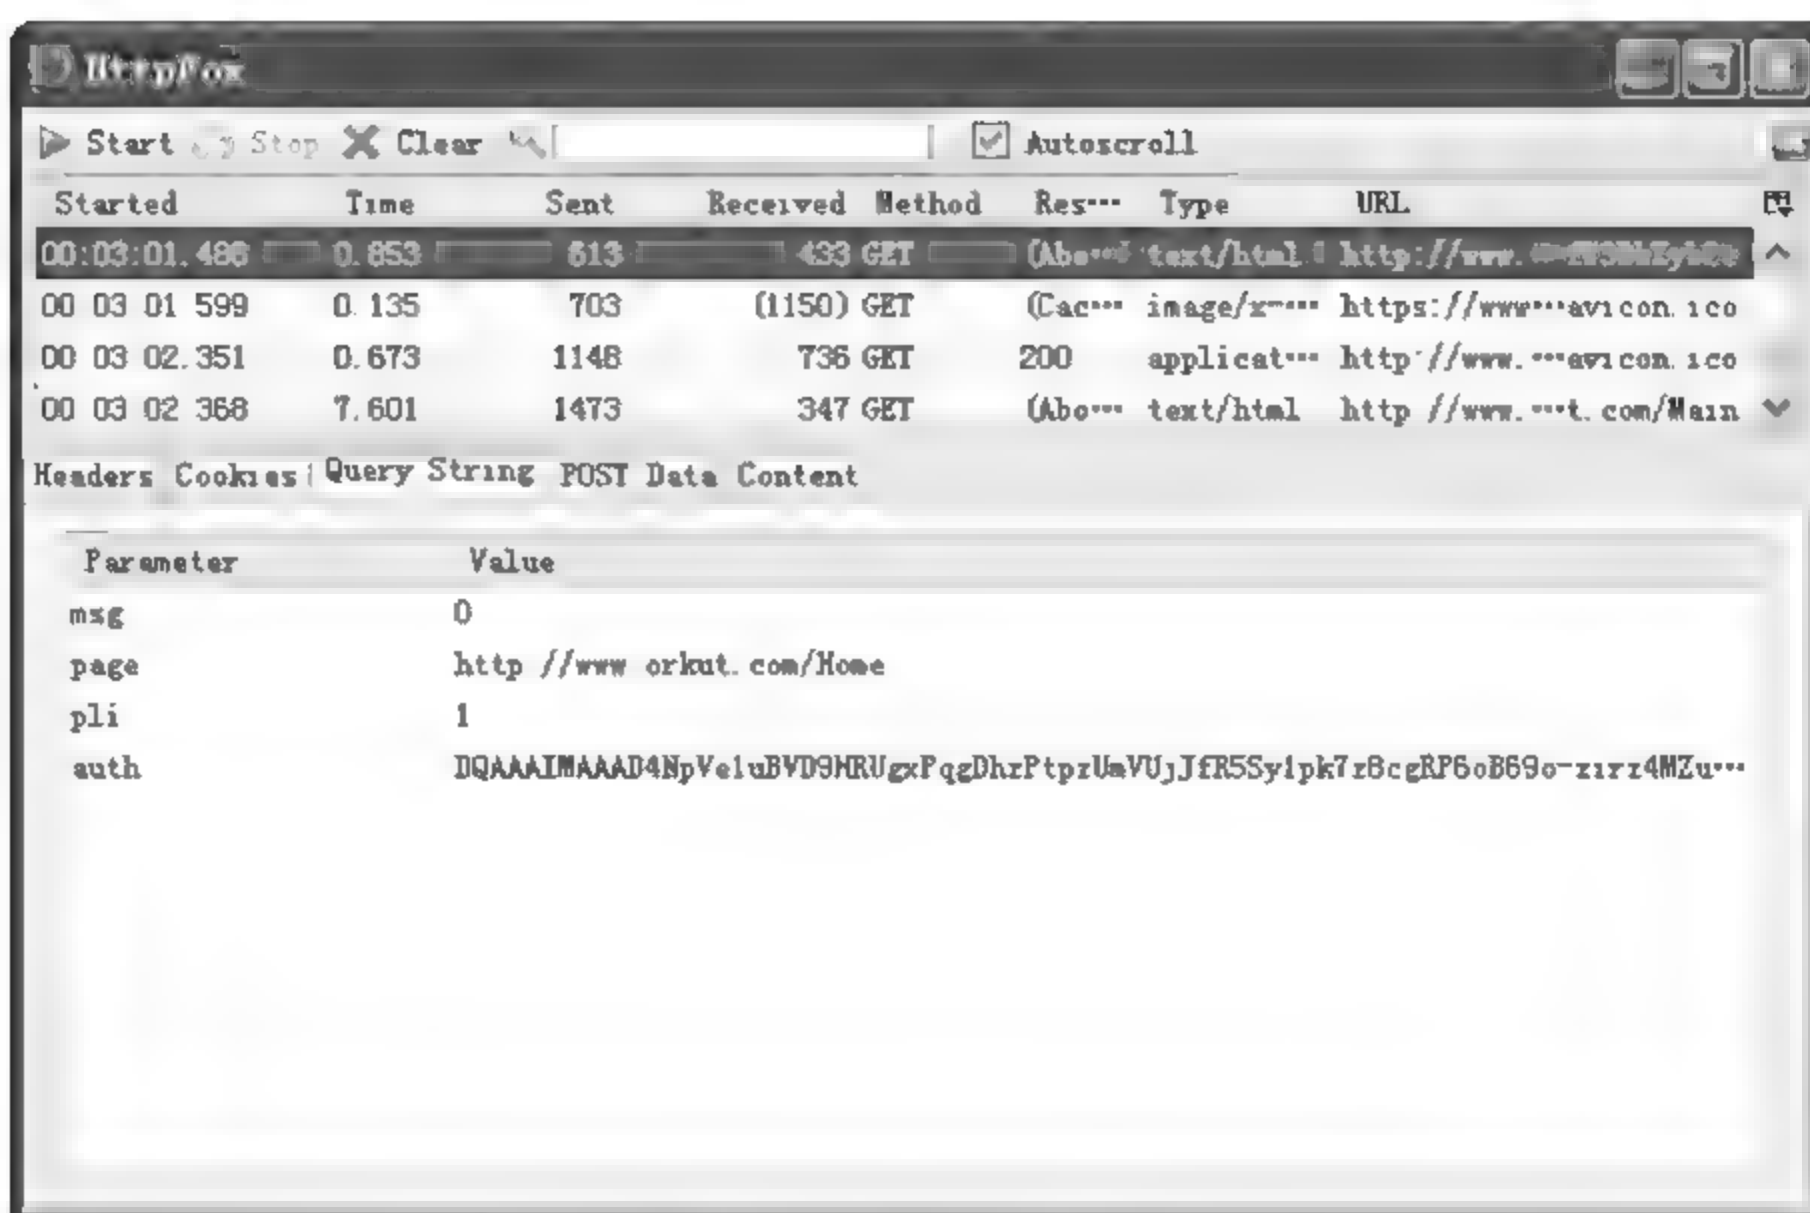 HttpFox
Start Stop Clear Autoscroll
Started Time Sent Received Method Res… Type URL
00:03:01.486 0.853 613 433 GET (Abo… text/html http://www.
00 03 01 599 0.135 703 (1150) GET (Cac… image/x-… https://www…avicon.ico
00 03 02.351 0.673 1148 736 GET 200 applicat… http://www.…avicon.ico
00 03 02 368 7.601 1473 347 GET (Abo… text/html http //www.…t.com/Main
Headers Cookies Query String POST Data Content
Parameter Value
msg 0
page http //www orkut.com/Home
pli 1
auth